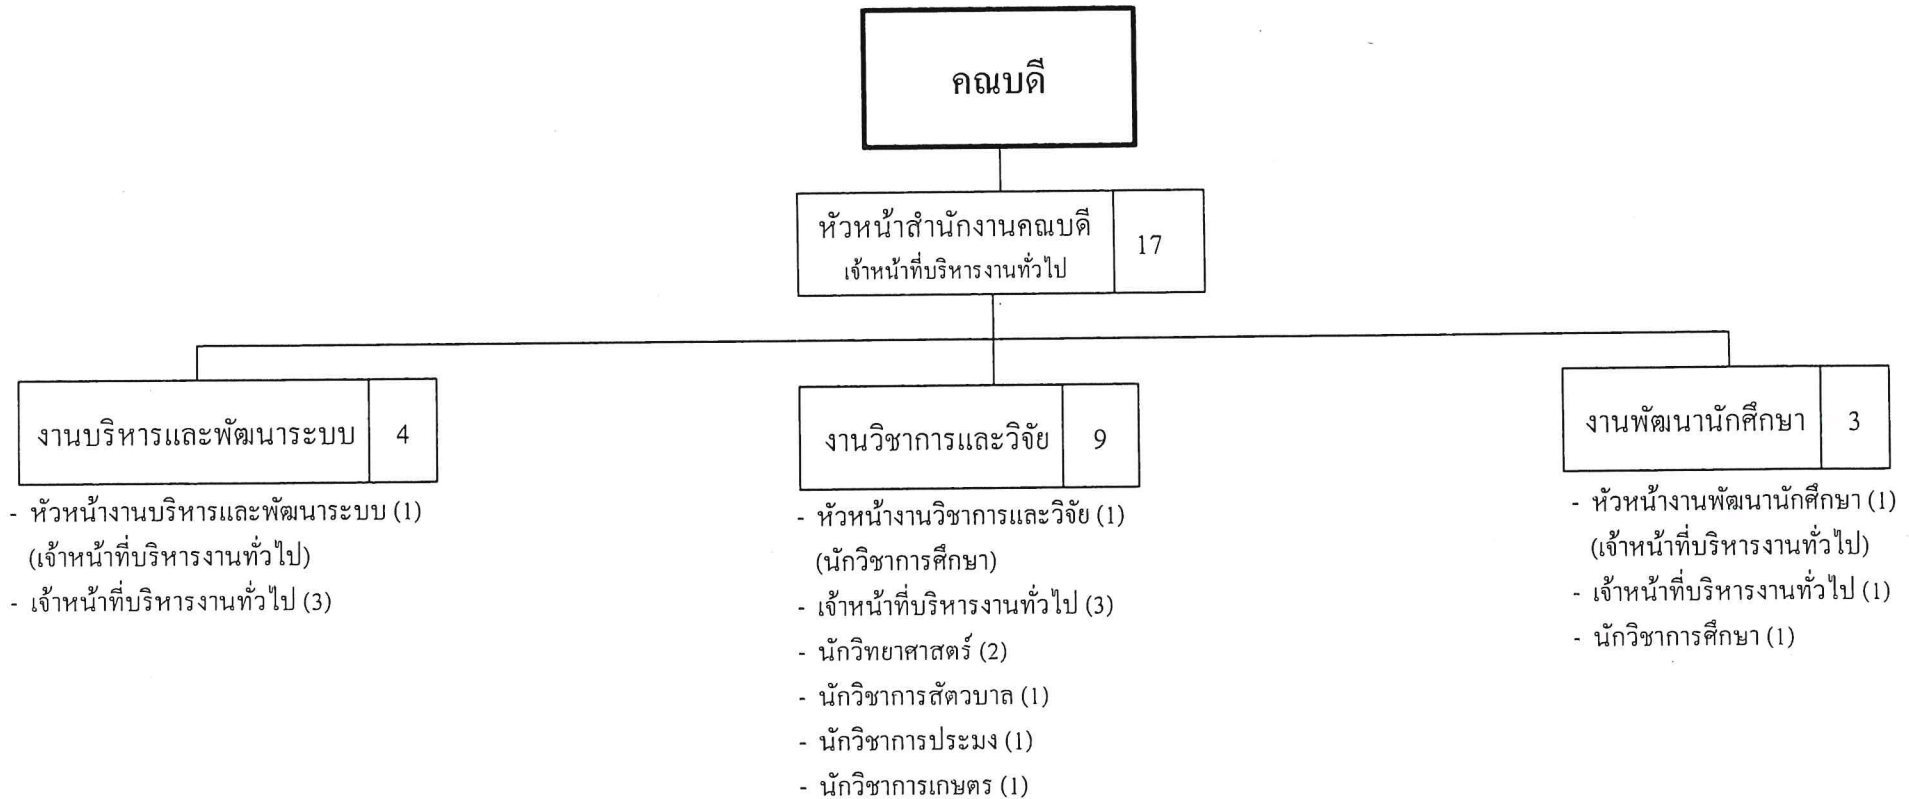 คณบดี
หัวหน้าสำนักงานคณบดี
เจ้าหน้าที่บริหารงานทั่วไป
17
งานบริหารและพัฒนาระบบ
4
- หัวหน้างานบริหารและพัฒนาระบบ (1)
(เจ้าหน้าที่บริหารงานทั่วไป)
- เจ้าหน้าที่บริหารงานทั่วไป (3)
งานวิชาการและวิจัย
9
- หัวหน้างานวิชาการและวิจัย (1)
(นักวิชาการศึกษา)
- เจ้าหน้าที่บริหารงานทั่วไป (3)
- นักวิทยาศาสตร์ (2)
- นักวิชาการสัตวบาล (1)
- นักวิชาการประมง (1)
- นักวิชาการเกษตร (1)
งานพัฒนานักศึกษา
3
- หัวหน้างานพัฒนานักศึกษา (1)
(เจ้าหน้าที่บริหารงานทั่วไป)
- เจ้าหน้าที่บริหารงานทั่วไป (1)
- นักวิชาการศึกษา (1)